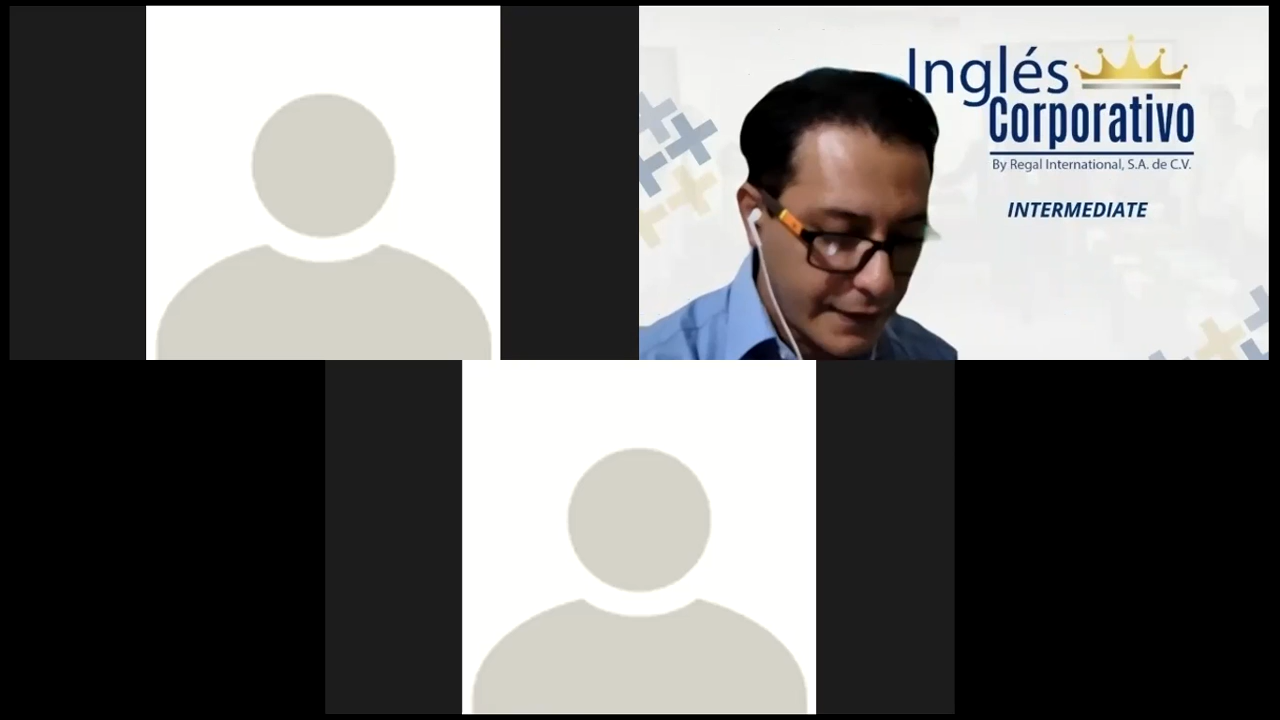 Inglés
Corporativo
By Regal International, S.A. de C.V.
INTERMEDIATE